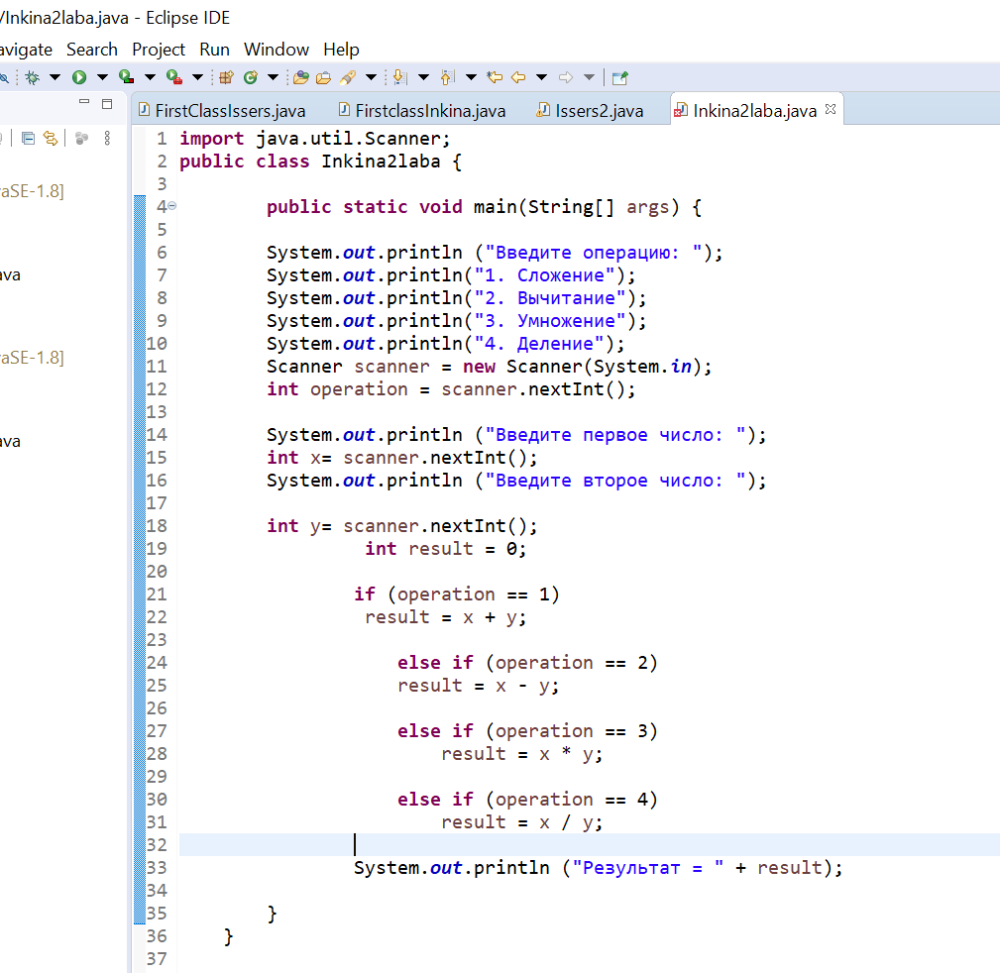 /Inkina2laba.java - Eclipse IDE
avigate Search Project Run Window Help
FirstClassIssers.java FirstclassInkina.java Issers2.java Inkina2laba.java
aSE-1.8]
ava
aSE-1.8]
ava
1 import java.util.Scanner;
2 public class Inkina2laba {
3
4 public static void main(String[] args) {
5
6 System.out.println ("Введите операцию: ");
7 System.out.println("1. Сложение");
8 System.out.println("2. Вычитание");
9 System.out.println("3. Умножение");
10 System.out.println("4. Деление");
11 Scanner scanner = new Scanner(System.in);
12 int operation = scanner.nextInt();
13
14 System.out.println ("Введите первое число: ");
15 int x= scanner.nextInt();
16 System.out.println ("Введите второе число: ");
17
18 int y= scanner.nextInt();
19 int result = 0;
20
21 if (operation == 1)
22 result = x + y;
23
24 else if (operation == 2)
25 result = x - y;
26
27 else if (operation == 3)
28 result = x * y;
29
30 else if (operation == 4)
31 result = x / y;
32
33 System.out.println ("Результат = " + result);
34
35 }
36 }
37